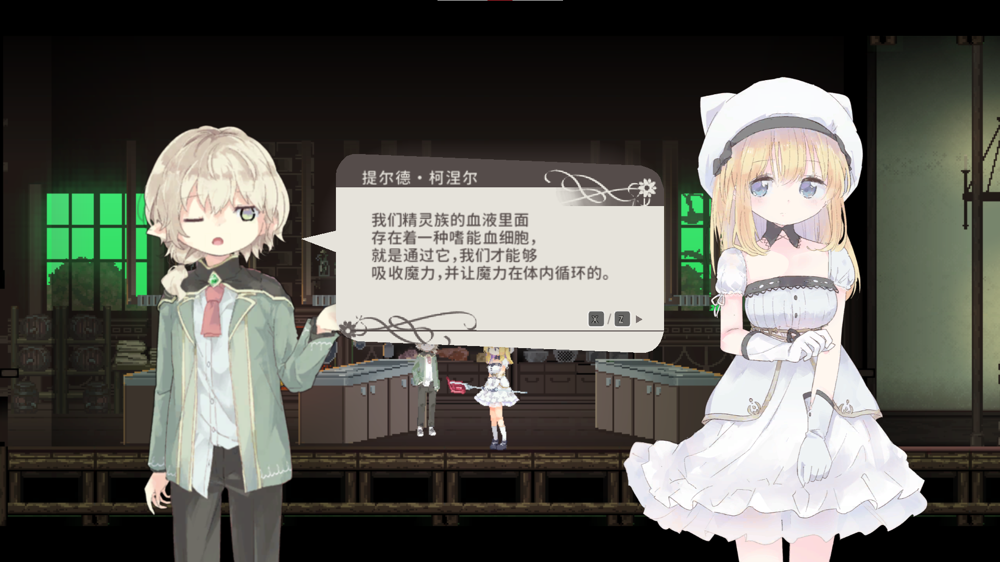 提尔德・柯涅尔
我们精灵族的血液里面
存在着一种嗜能血细胞，
就是通过它，我们才能够
吸收魔力，并让魔力在体内循环的。
X / Z